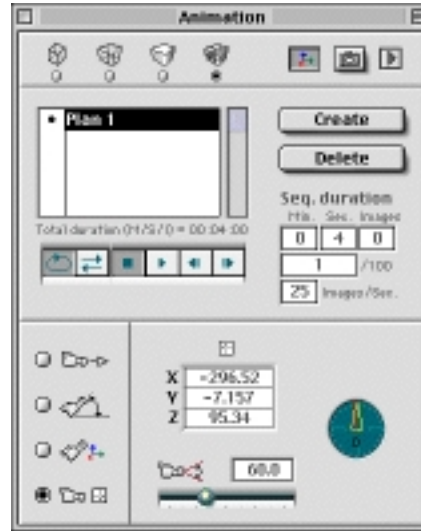 Animation
Plan 1
Create
Delete
Seq. duration
Min. Sec. Images
0 4 0
Total duration (M/S/I) = 00:04:00
1 /100
25 Images/Sec.
X -296.52
Y -7.157
Z 95.34
60.0